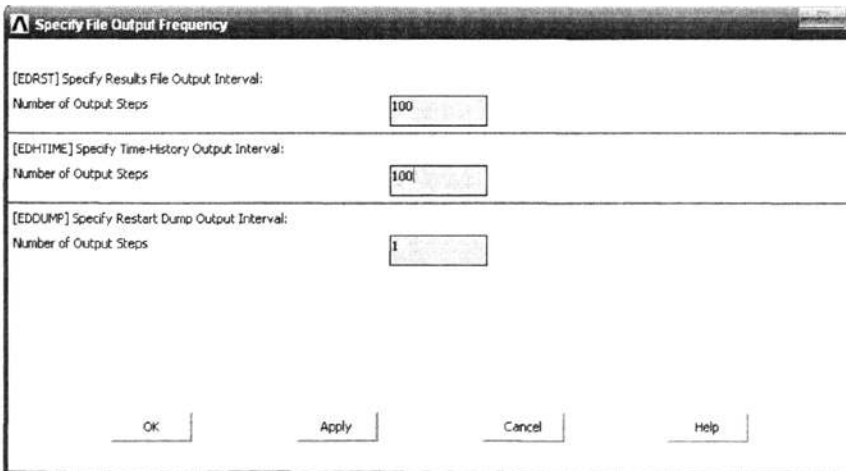 Specify File Output Frequency
[EDRST] Specify Results File Output Interval:
Number of Output Steps 100
[EDHTIME] Specify Time-History Output Interval:
Number of Output Steps 100
[EDDUMP] Specify Restart Dump Output Interval:
Number of Output Steps 1
OK Apply Cancel Help